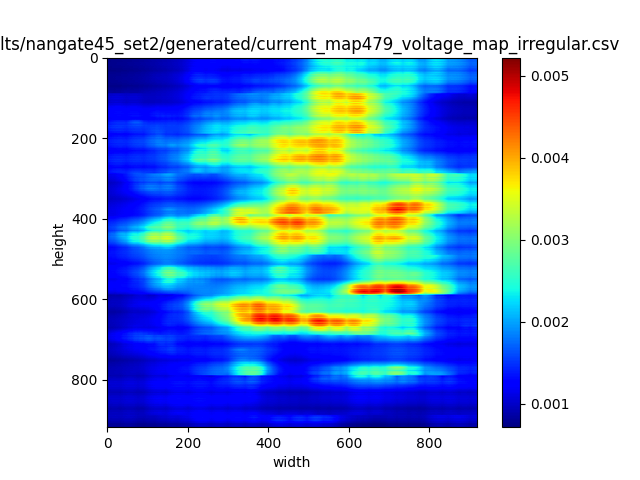 lts/nangate45_set2/generated/current_map479_voltage_map_irregular.csv
0
200
400
600
800
height
0 200 400 600 800
width
0.005
0.004
0.003
0.002
0.001